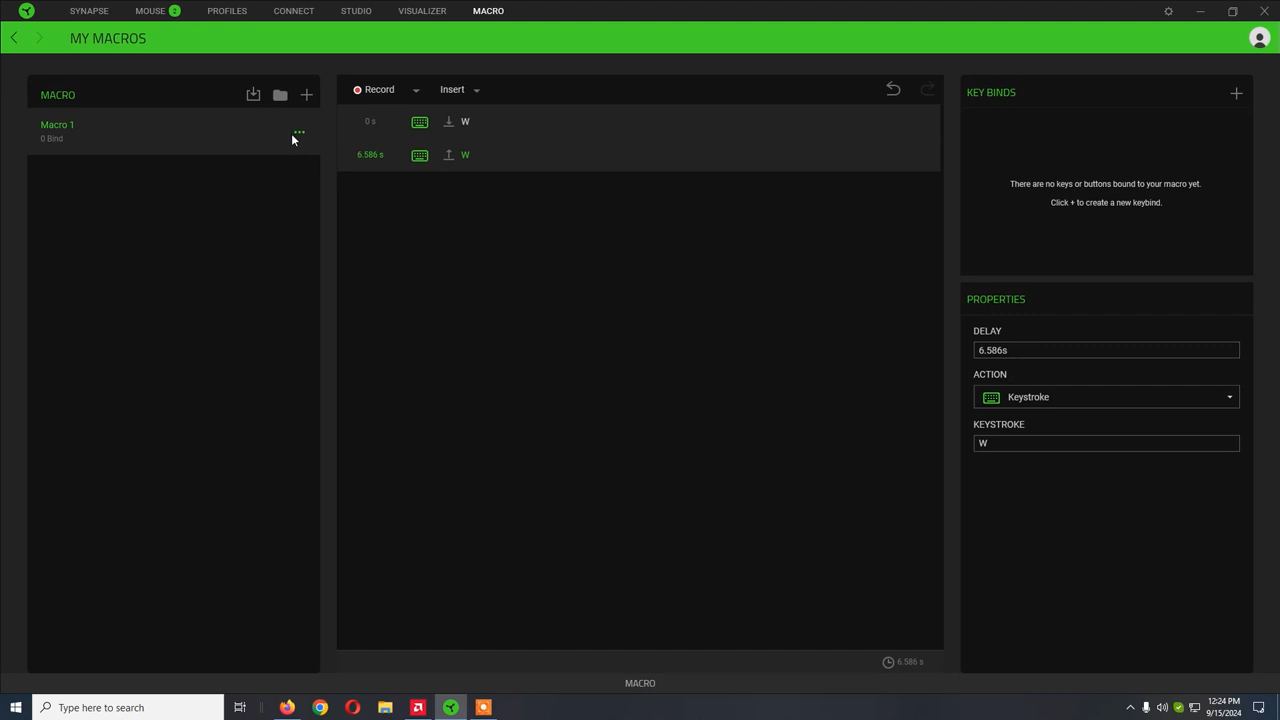 SYNAPSE MOUSE 2 PROFILES CONNECT STUDIO VISUALIZER MACRO
MY MACROS
MACRO
Macro 1
0 Bind
Record Insert
0 s W
6.586 s W
6.586 s
KEY BINDS
There are no keys or buttons bound to your macro yet.
Click + to create a new keybind.
PROPERTIES
DELAY
6.586s
ACTION
Keystroke
KEYSTROKE
W
MACRO
Type here to search
12:24 PM
9/15/2024